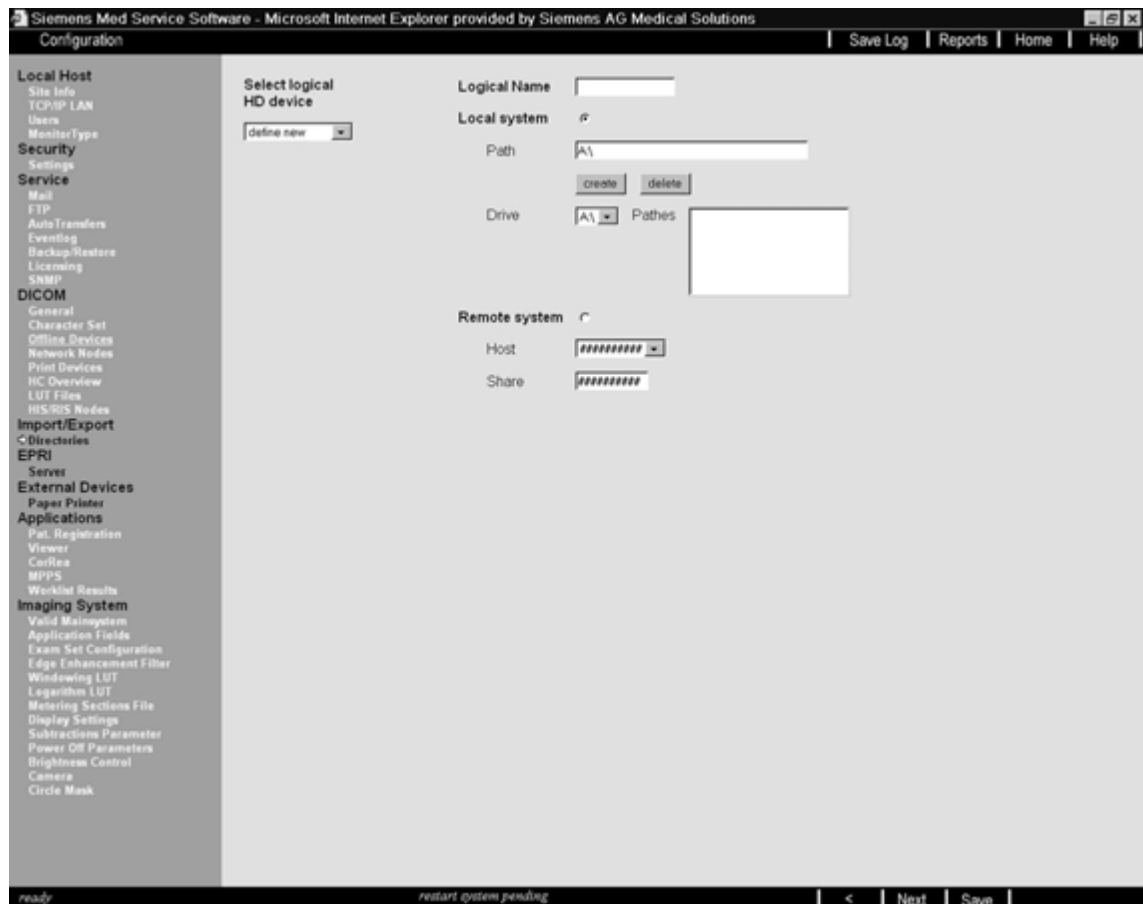 Siemens Med Service Software - Microsoft Internet Explorer provided by Siemens AG Medical Solutions
Configuration
Save Log
Reports
Home
Help
Local Host
Site Info
TCP/IP LAN
Users
MonitorType
Security
Settings
Service
Mail
FTP
AutoTransfers
Eventlog
Backup/Restore
Licensing
SNMP
DICOM
General
Character Set
Offline Devices
Network Nodes
Print Devices
HC Overview
LUT Files
HIS/RIS Nodes
Import/Export
Directories
EPRI
Server
External Devices
Paper Printer
Applications
Pat. Registration
Viewer
CorRea
MPPS
Worklist Results
Imaging System
Valid Mainsystem
Application Fields
Exam Set Configuration
Edge Enhancement Filter
Windowing LUT
Logarithm LUT
Metering Sections File
Display Settings
Subtractions Parameter
Power Off Parameters
Brightness Control
Camera
Circle Mask
Select logical
HD device
define new
Logical Name
Local system
Path A:\
create delete
Drive A:\ Pathes
Remote system
Host ##########
Share ##########
ready
restart system pending
< Next Save